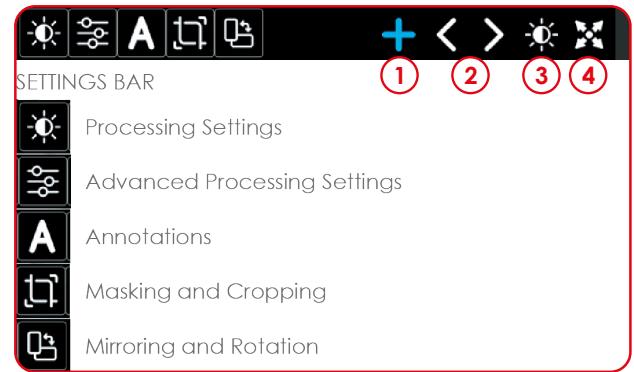 A
1 2 3 4
SETTINGS BAR
Processing Settings
Advanced Processing Settings
A Annotations
Masking and Cropping
Mirroring and Rotation